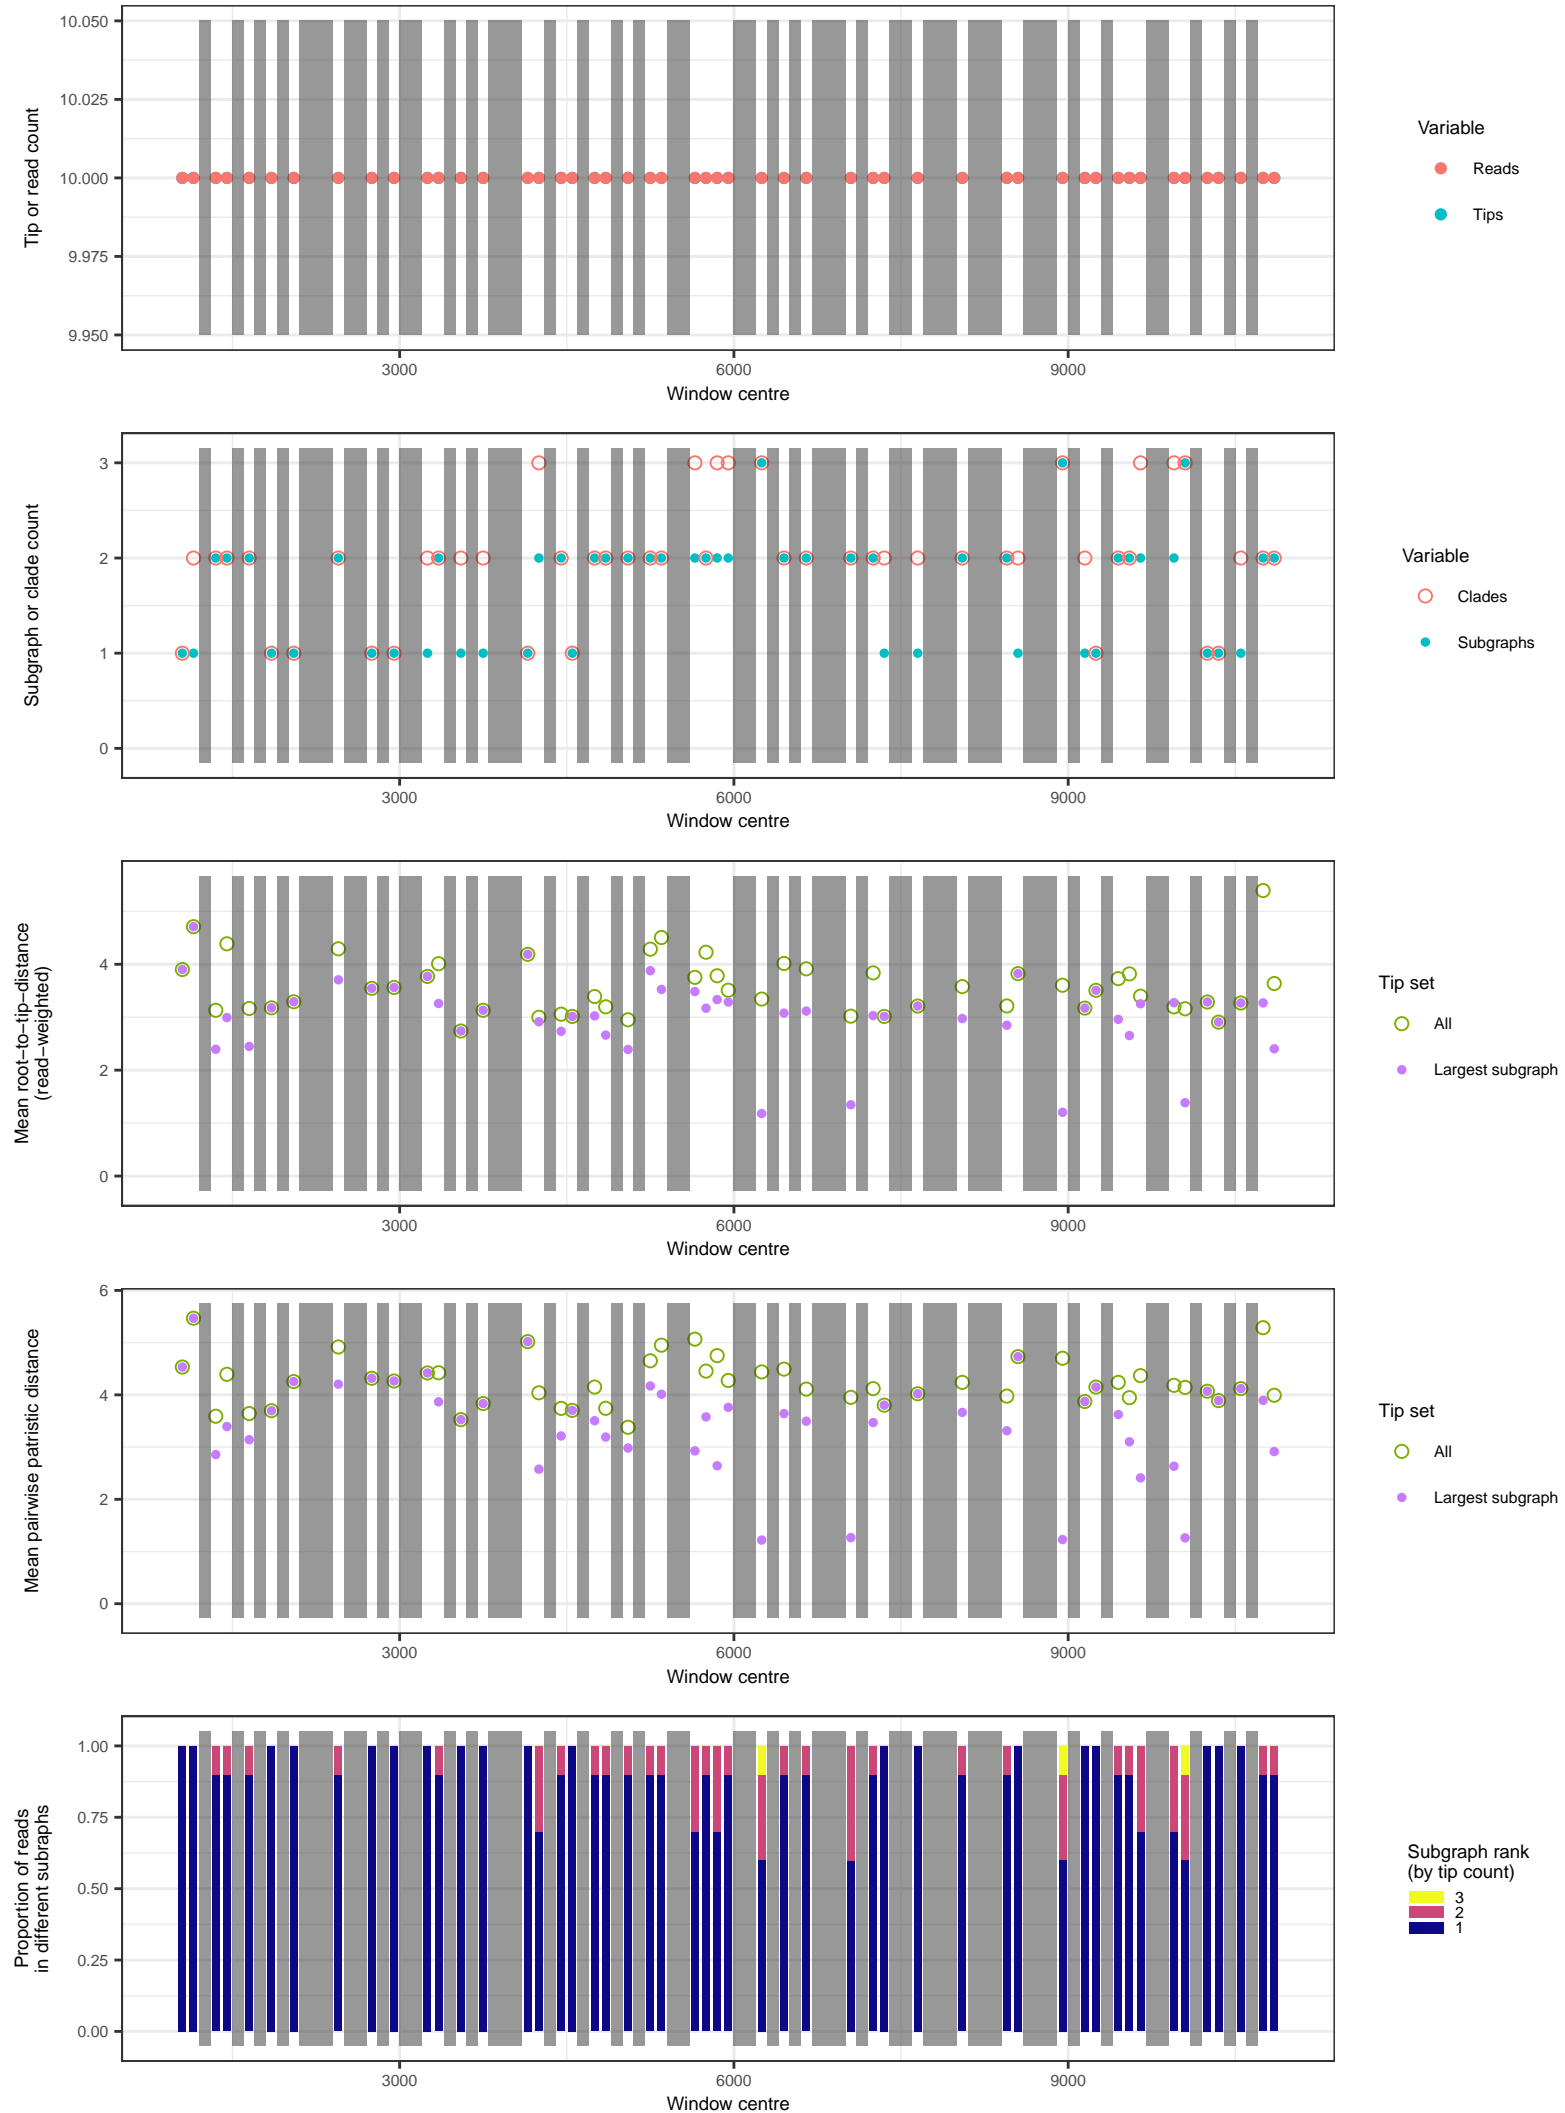 10.050
10.025
10.000
9.975
9.950
Tip or read count
3000
6000
9000
Window centre
Variable
Reads
Tips
3
2
1
0
Subgraph or clade count
3000
6000
9000
Window centre
Variable
Clades
Subgraphs
4
2
0
Mean root−to−tip−distance
(read−weighted)
3000
6000
9000
Window centre
Tip set
All
Largest subgraph
6
4
2
0
Mean pairwise patristic distance
3000
6000
9000
Window centre
Tip set
All
Largest subgraph
1.00
0.75
0.50
0.25
0.00
Proportion of reads
in different subraphs
3000
6000
9000
Window centre
Subgraph rank
(by tip count)
3
2
1